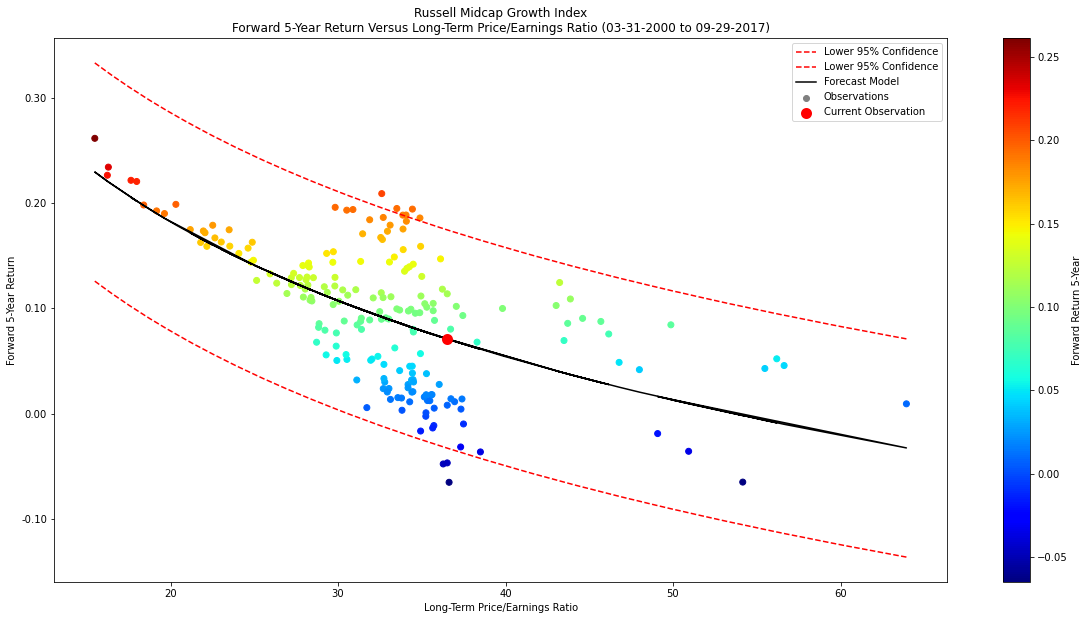 Russell Midcap Growth Index
Forward 5-Year Return Versus Long-Term Price/Earnings Ratio (03-31-2000 to 09-29-2017)
Lower 95% Confidence
Lower 95% Confidence
Forecast Model
Observations
Current Observation
0.30
0.20
0.10
0.00
-0.10
Forward 5-Year Return
20
30
40
50
60
Long-Term Price/Earnings Ratio
0.25
0.20
0.15
0.10
0.05
0.00
−0.05
Forward Return 5-Year